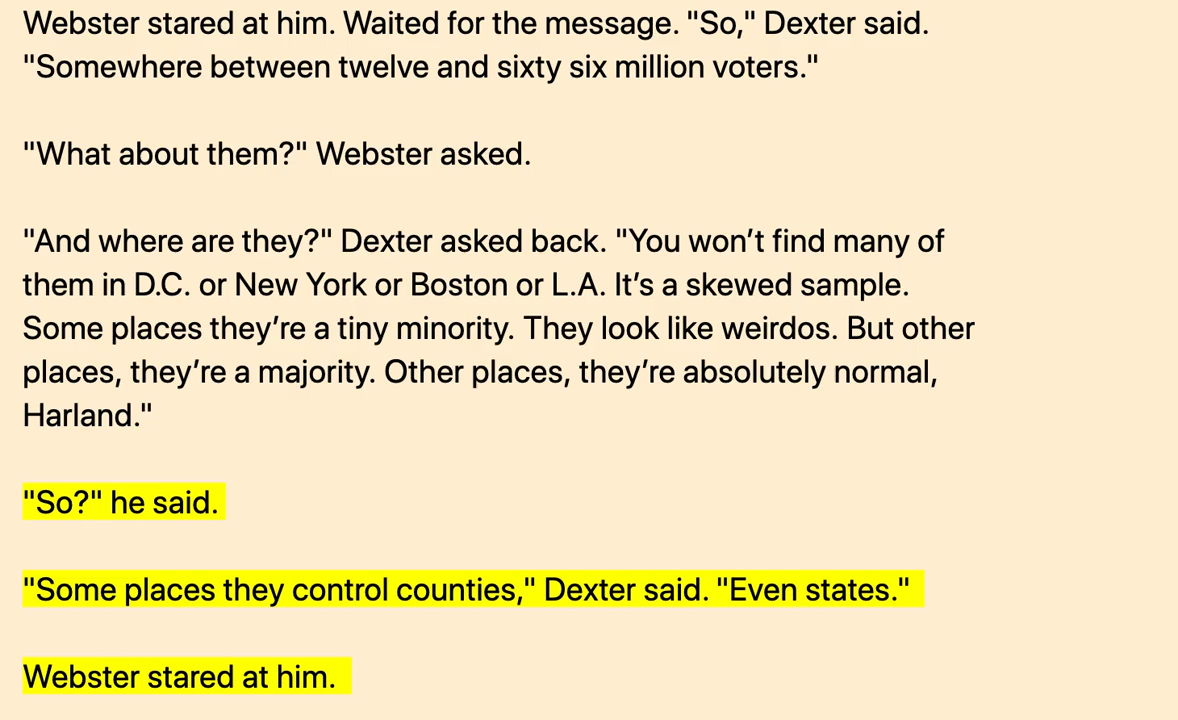 Webster stared at him. Waited for the message. "So," Dexter said.
"Somewhere between twelve and sixty six million voters."
"What about them?" Webster asked.
"And where are they?" Dexter asked back. "You won’t find many of
them in D.C. or New York or Boston or L.A. It’s a skewed sample.
Some places they’re a tiny minority. They look like weirdos. But other
places, they’re a majority. Other places, they’re absolutely normal,
Harland."
"So?" he said.
"Some places they control counties," Dexter said. "Even states."
Webster stared at him.